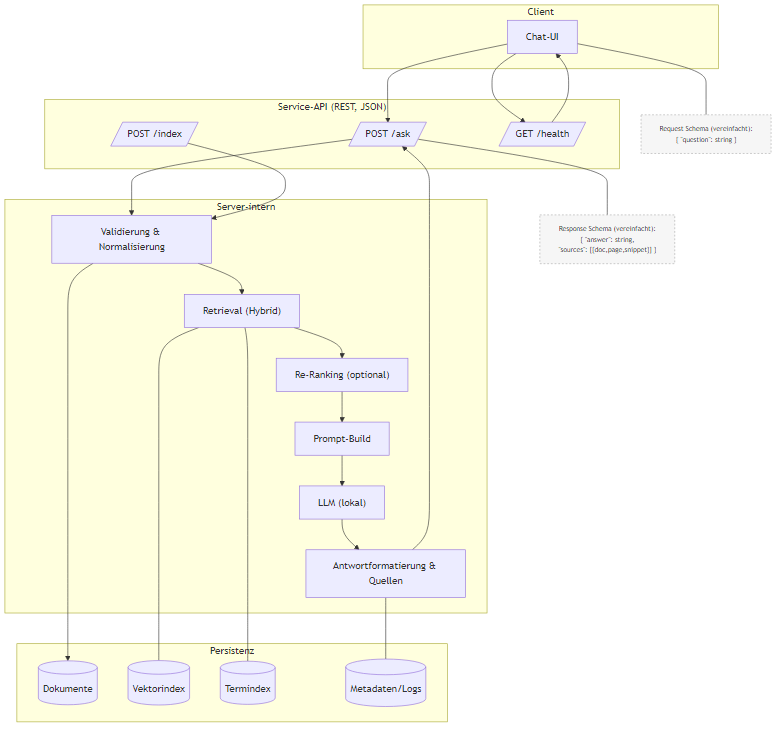 Client
Chat-UI
Service-API (REST, JSON)
POST /index
POST /ask
GET /health
Request Schema (vereinfacht):
{ "question": string }
Server-intern
Validierung &
Normalisierung
Response Schema (vereinfacht):
{ "answer": string,
"sources": [{doc,page,snippet}] }
Retrieval (Hybrid)
Re-Ranking (optional)
Prompt-Build
LLM (lokal)
Antwortformatierung &
Quellen
Persistenz
Dokumente
Vektorindex
Termindex
Metadaten/Logs